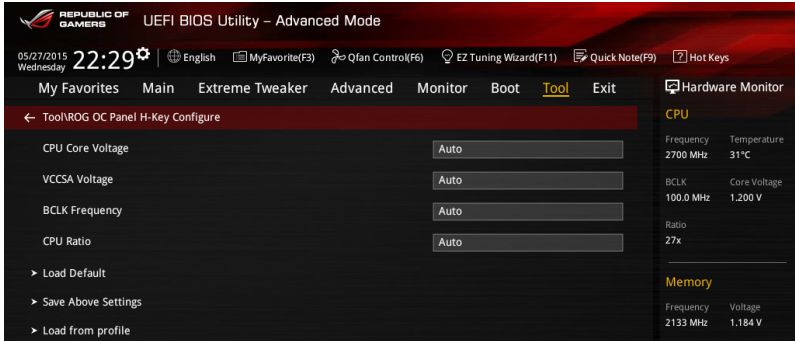 REPUBLIC OF
GAMERS
UEFI BIOS Utility – Advanced Mode
05/27/2015
Wednesday
22:29
English
MyFavorite(F3)
Qfan Control(F6)
EZ Tuning Wizard(F11)
Quick Note(F9)
? Hot Keys
My Favorites Main Extreme Tweaker Advanced Monitor Boot Tool Exit
Hardware Monitor
← Tool\ROG OC Panel H-Key Configure
CPU Core Voltage Auto
VCCSA Voltage Auto
BCLK Frequency Auto
CPU Ratio Auto
> Load Default
> Save Above Settings
> Load from profile
CPU
Frequency Temperature
2700 MHz 31°C
BCLK Core Voltage
100.0 MHz 1.200 V
Ratio
27x
Memory
Frequency Voltage
2133 MHz 1.184 V